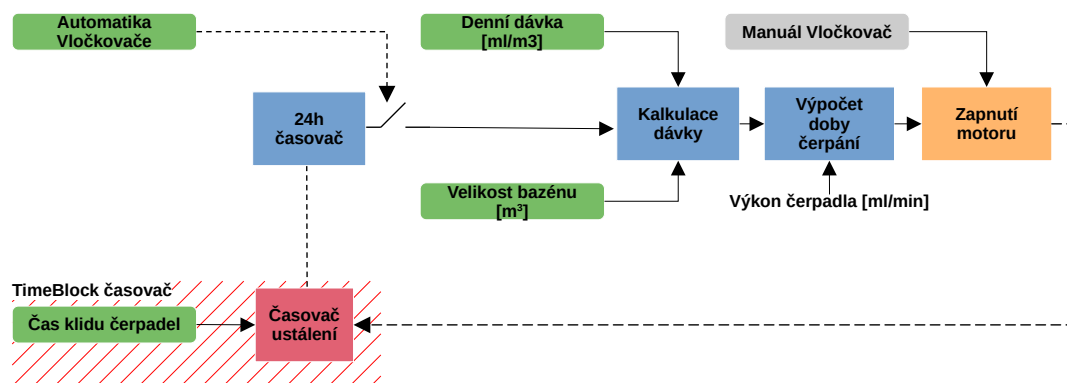 Automatika
Vločkovače
Denní dávka
[ml/m3]
Manuál Vločkovač
24h
časovač
Kalkulace
dávky
Výpočet
doby
čerpání
Zapnutí
motoru
Velikost bazénu
[m³]
Výkon čerpadla [ml/min]
TimeBlock časovač
Čas klidu čerpadel
Časovač
ustálení